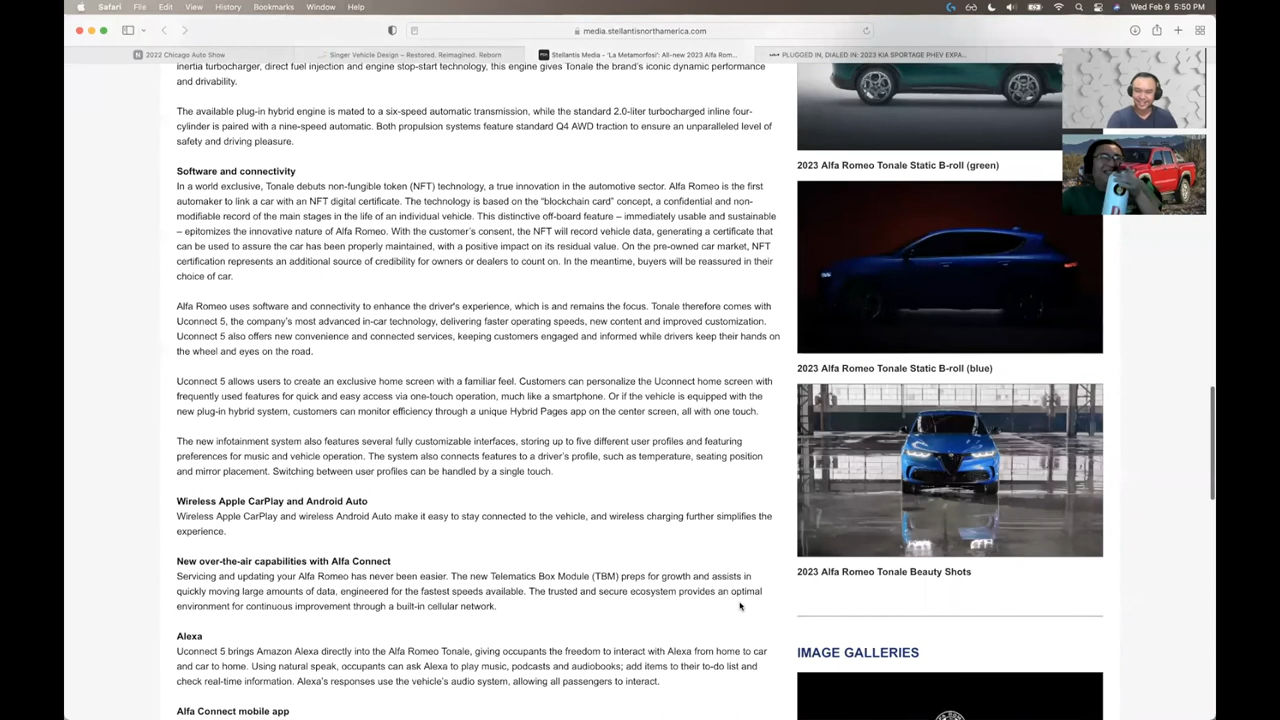 Safari File Edit View History Bookmarks Window Help
Wed Feb 9 5:50 PM
media.stellantisnorthamerica.com
2022 Chicago Auto Show
Singer Vehicle Design – Restored. Reimagined. Reborn
Stellantis Media - 'La Metamorfosi': All-new 2023 Alfa Rom...
PLUGGED IN, DIALED IN: 2023 KIA SPORTAGE PHEV EXPA...
inertia turbocharger, direct fuel injection and engine stop-start technology, this engine gives Tonale the brand's iconic dynamic performance
and drivability.
The available plug-in hybrid engine is mated to a six-speed automatic transmission, while the standard 2.0-liter turbocharged inline four-
cylinder is paired with a nine-speed automatic. Both propulsion systems feature standard Q4 AWD traction to ensure an unparalleled level of
safety and driving pleasure.
Software and connectivity
In a world exclusive, Tonale debuts non-fungible token (NFT) technology, a true innovation in the automotive sector. Alfa Romeo is the first
automaker to link a car with an NFT digital certificate. The technology is based on the "blockchain card" concept, a confidential and non-
modifiable record of the main stages in the life of an individual vehicle. This distinctive off-board feature – immediately usable and sustainable
– epitomizes the innovative nature of Alfa Romeo. With the customer's consent, the NFT will record vehicle data, generating a certificate that
can be used to assure the car has been properly maintained, with a positive impact on its residual value. On the pre-owned car market, NFT
certification represents an additional source of credibility for owners or dealers to count on. In the meantime, buyers will be reassured in their
choice of car.
Alfa Romeo uses software and connectivity to enhance the driver's experience, which is and remains the focus. Tonale therefore comes with
Uconnect 5, the company's most advanced in-car technology, delivering faster operating speeds, new content and improved customization.
Uconnect 5 also offers new convenience and connected services, keeping customers engaged and informed while drivers keep their hands on
the wheel and eyes on the road.
Uconnect 5 allows users to create an exclusive home screen with a familiar feel. Customers can personalize the Uconnect home screen with
frequently used features for quick and easy access via one-touch operation, much like a smartphone. Or if the vehicle is equipped with the
new plug-in hybrid system, customers can monitor efficiency through a unique Hybrid Pages app on the center screen, all with one touch.
The new infotainment system also features several fully customizable interfaces, storing up to five different user profiles and featuring
preferences for music and vehicle operation. The system also connects features to a driver's profile, such as temperature, seating position
and mirror placement. Switching between user profiles can be handled by a single touch.
Wireless Apple CarPlay and Android Auto
Wireless Apple CarPlay and wireless Android Auto make it easy to stay connected to the vehicle, and wireless charging further simplifies the
experience.
New over-the-air capabilities with Alfa Connect
Servicing and updating your Alfa Romeo has never been easier. The new Telematics Box Module (TBM) preps for growth and assists in
quickly moving large amounts of data, engineered for the fastest speeds available. The trusted and secure ecosystem provides an optimal
environment for continuous improvement through a built-in cellular network.
Alexa
Uconnect 5 brings Amazon Alexa directly into the Alfa Romeo Tonale, giving occupants the freedom to interact with Alexa from home to car
and car to home. Using natural speak, occupants can ask Alexa to play music, podcasts and audiobooks; add items to their to-do list and
check real-time information. Alexa's responses use the vehicle's audio system, allowing all passengers to interact.
Alfa Connect mobile app
2023 Alfa Romeo Tonale Static B-roll (green)
2023 Alfa Romeo Tonale Static B-roll (blue)
2023 Alfa Romeo Tonale Beauty Shots
IMAGE GALLERIES